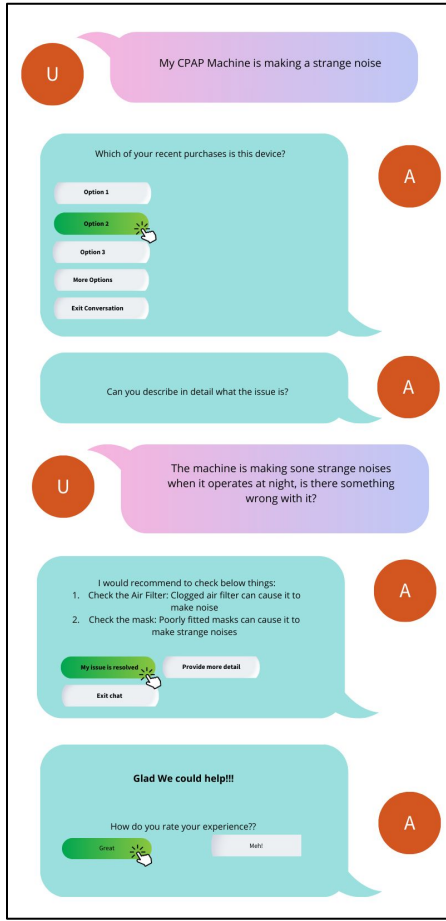 U
My CPAP Machine is making a strange noise
A
Which of your recent purchases is this device?
Option 1
Option 2
Option 3
More Options
Exit Conversation
A
Can you describe in detail what the issue is?
U
The machine is making sone strange noises
when it operates at night, is there something
wrong with it?
A
I would recommend to check below things:
1. Check the Air Filter: Clogged air filter can cause it to
make noise
2. Check the mask: Poorly fitted masks can cause it to
make strange noises
My issue is resolved
Provide more detail
Exit chat
A
Glad We could help!!!
How do you rate your experience??
Great
Meh!